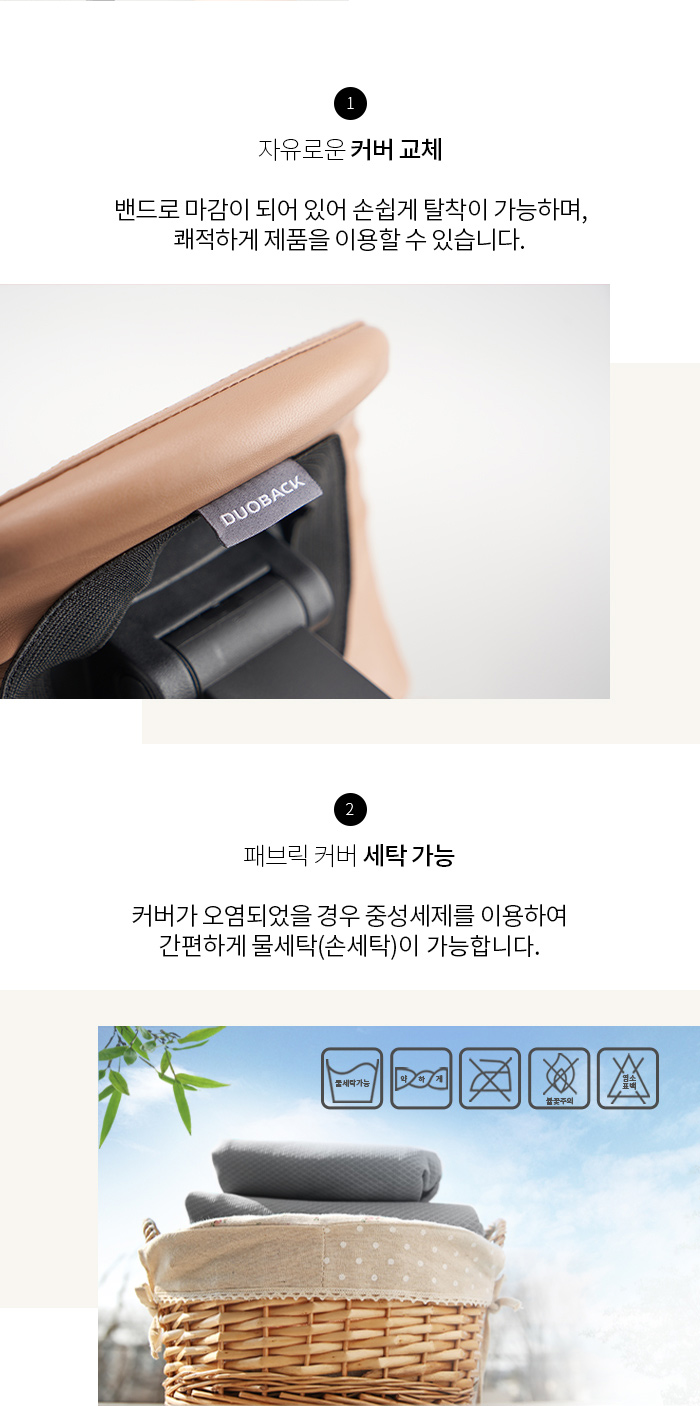 1
자유로운 커버 교체
밴드로 마감이 되어 있어 손쉽게 탈착이 가능하며,
쾌적하게 제품을 이용할 수 있습니다.
DUOBACK
2
패브릭 커버 세탁 가능
커버가 오염되었을 경우 중성세제를 이용하여
간편하게 물세탁(손세탁)이 가능합니다.
물세탁가능
약 하 게
불꽃주의
염소
표백